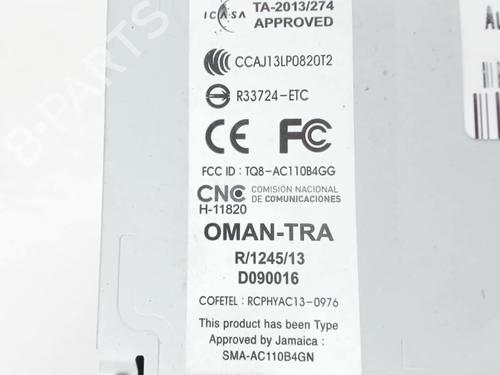 ICASA
TA-2013/274
APPROVED
CCAJ13LP0820T2
R33724-ETC
CE FC
FCC ID : TQ8-AC110B4GG
CNC COMISIÓN NACIONAL
DE COMUNICACIONES
H-11820
OMAN-TRA
R/1245/13
D090016
COFETEL : RCPHYAC13-0976
This product has been Type
Approved by Jamaica :
SMA-AC110B4GN
B-PARTS